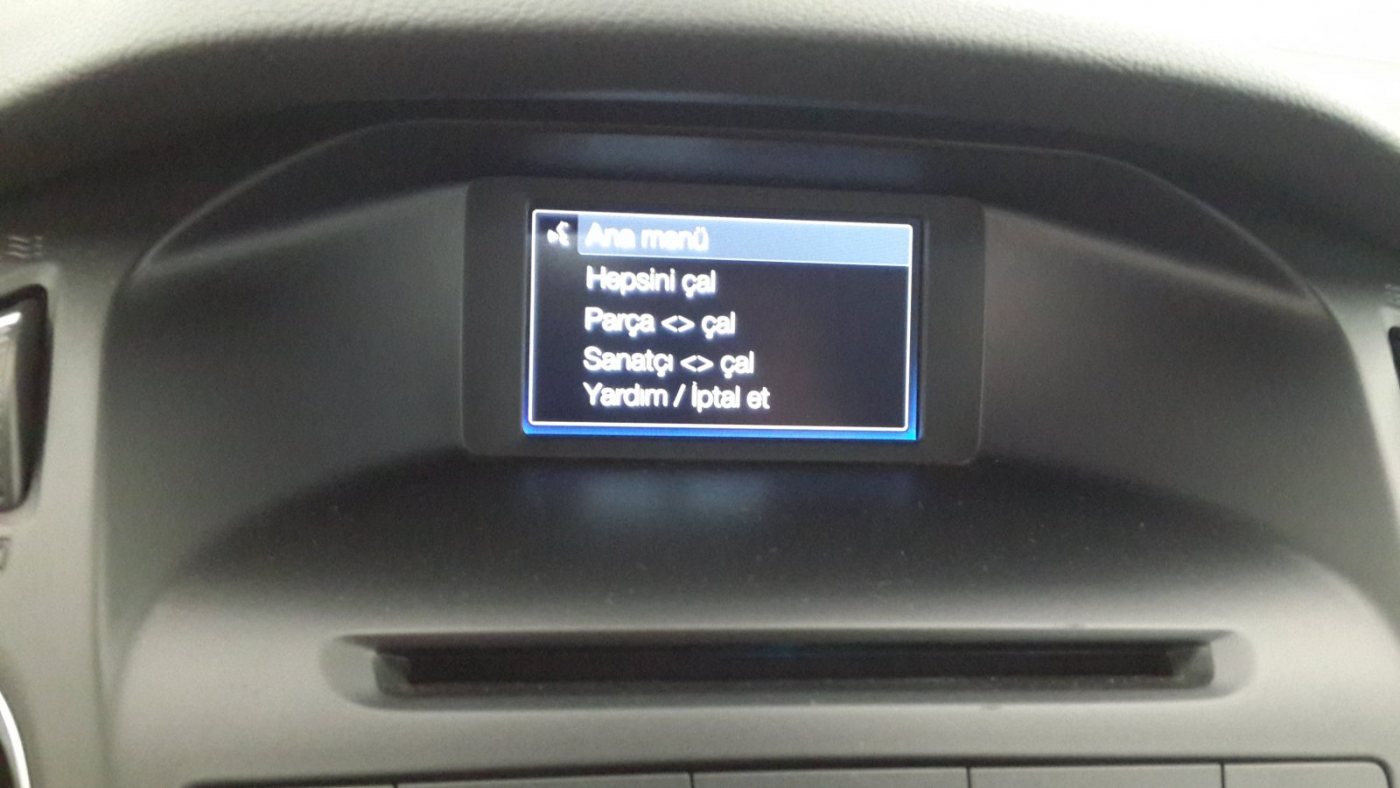 Ana menü
Hepsini çal
Parça <> çal
Sanatçı <> çal
Yardım / İptal et